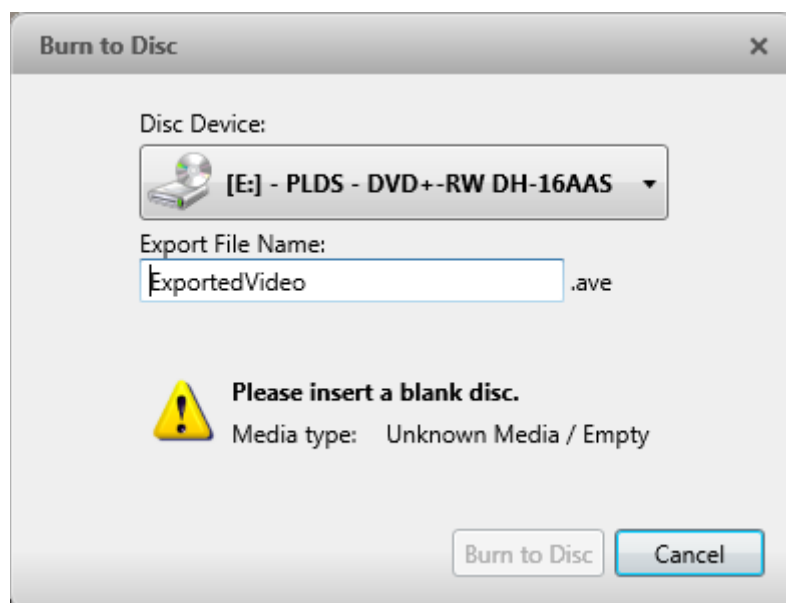 Burn to Disc
Disc Device:
[E:] - PLDS - DVD+-RW DH-16AAS
Export File Name:
ExportedVideo .ave
Please insert a blank disc.
Media type: Unknown Media / Empty
Burn to Disc Cancel